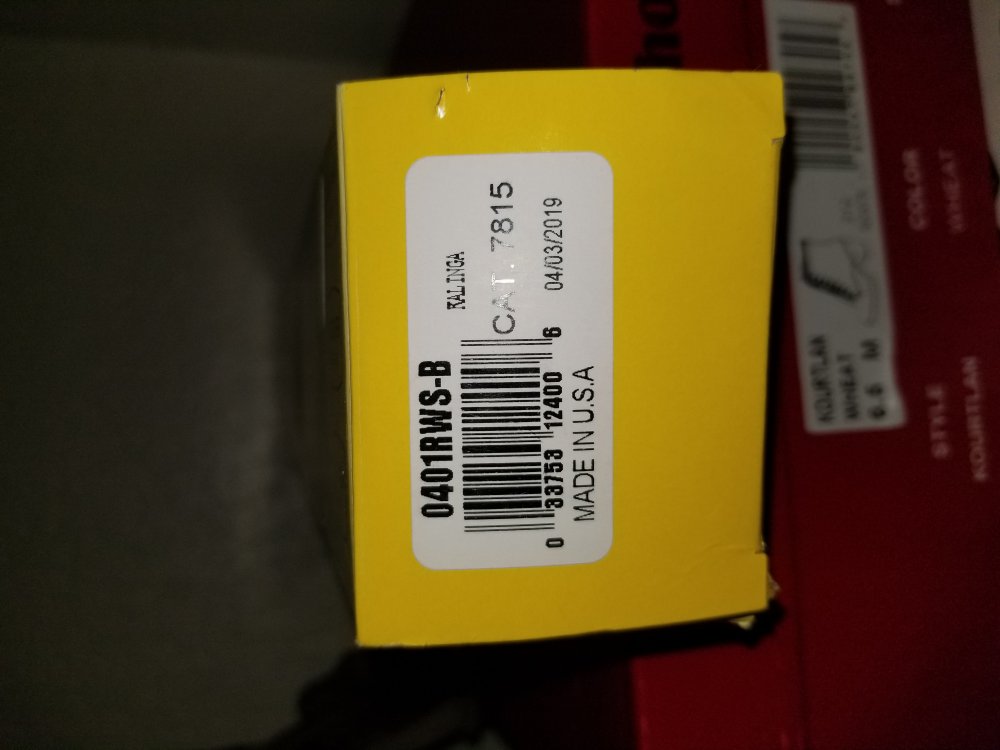 0401RWS-B
KALINGA
CAT. 7815
0 33753 12400 6
04/03/2019
MADE IN U.S.A
KOURTLAN
WHEAT
6.5 M
COLOR
WHEAT
STYLE
KOURTLAN